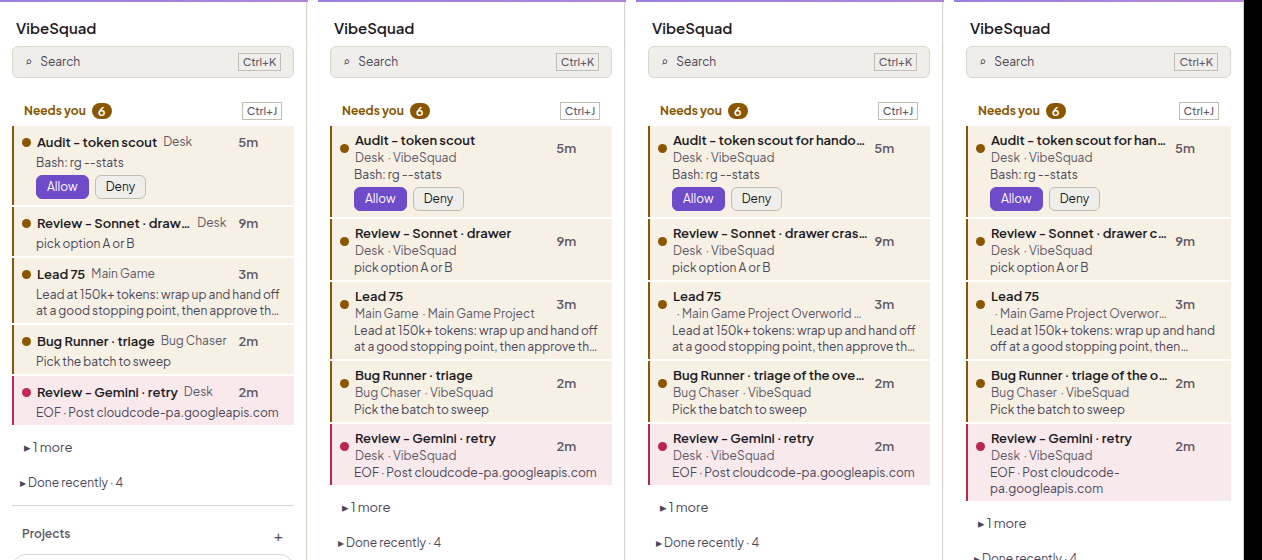 VibeSquad
Search Ctrl+K
Needs you 6 Ctrl+J
Audit – token scout Desk 5m
Bash: rg --stats
Allow Deny
Review – Sonnet · draw… Desk 9m
pick option A or B
Lead 75 Main Game 3m
Lead at 150k+ tokens: wrap up and hand off
at a good stopping point, then approve th…
Bug Runner · triage Bug Chaser 2m
Pick the batch to sweep
Review – Gemini · retry Desk 2m
EOF · Post cloudcode-pa.googleapis.com
▸ 1 more
▸ Done recently · 4
Projects +
VibeSquad
Search Ctrl+K
Needs you 6 Ctrl+J
Audit – token scout 5m
Desk · VibeSquad
Bash: rg --stats
Allow Deny
Review – Sonnet · drawer 9m
Desk · VibeSquad
pick option A or B
Lead 75 3m
Main Game · Main Game Project
Lead at 150k+ tokens: wrap up and hand off
at a good stopping point, then approve th…
Bug Runner · triage 2m
Bug Chaser · VibeSquad
Pick the batch to sweep
Review – Gemini · retry 2m
Desk · VibeSquad
EOF · Post cloudcode-pa.googleapis.com
▸ 1 more
▸ Done recently · 4
VibeSquad
Search Ctrl+K
Needs you 6 Ctrl+J
Audit – token scout for hando… 5m
Desk · VibeSquad
Bash: rg --stats
Allow Deny
Review – Sonnet · drawer cras… 9m
Desk · VibeSquad
pick option A or B
Lead 75 3m
· Main Game Project Overworld …
Lead at 150k+ tokens: wrap up and hand off
at a good stopping point, then approve th…
Bug Runner · triage of the ove… 2m
Bug Chaser · VibeSquad
Pick the batch to sweep
Review – Gemini · retry 2m
Desk · VibeSquad
EOF · Post cloudcode-pa.googleapis.com
▸ 1 more
▸ Done recently · 4
VibeSquad
Search Ctrl+K
Needs you 6 Ctrl+J
Audit – token scout for han… 5m
Desk · VibeSquad
Bash: rg --stats
Allow Deny
Review – Sonnet · drawer c… 9m
Desk · VibeSquad
pick option A or B
Lead 75 3m
· Main Game Project Overwor…
Lead at 150k+ tokens: wrap up and hand
off at a good stopping point, then…
Bug Runner · triage of the o… 2m
Bug Chaser · VibeSquad
Pick the batch to sweep
Review – Gemini · retry 2m
Desk · VibeSquad
EOF · Post cloudcode-
pa.googleapis.com
▸ 1 more
▸ Done recently · 4